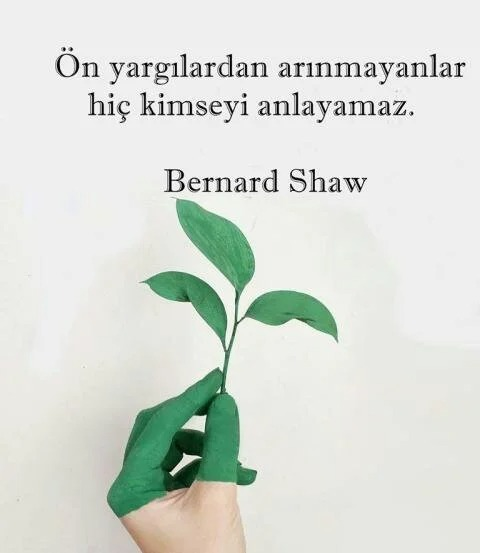 Ön yargılardan arınmayanlar
hiç kimseyi anlayamaz.
Bernard Shaw